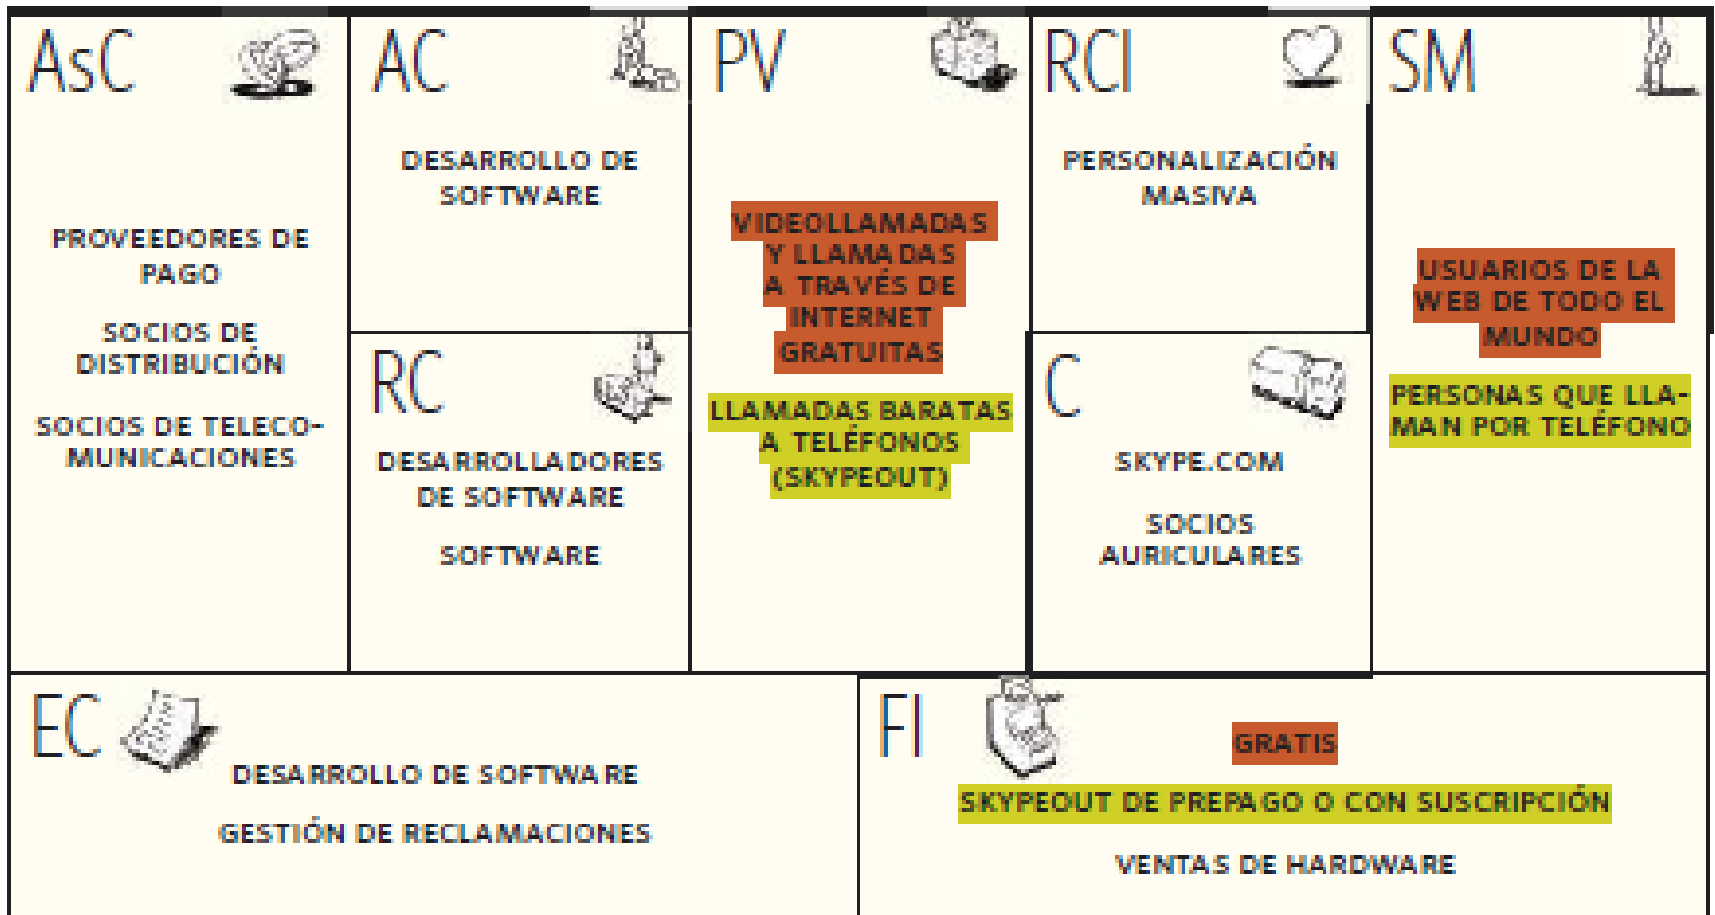 AsC
PROVEEDORES DE
PAGO
SOCIOS DE
DISTRIBUCIÓN
SOCIOS DE TELECO-
MUNICACIONES
AC
DESARROLLO DE
SOFTWARE
RC
DESARROLLADORES
DE SOFTWARE
SOFTWARE
PV
VIDEOLLAMADAS
Y LLAMADAS
A TRAVÉS DE
INTERNET
GRATUITAS
LLAMADAS BARATAS
A TELÉFONOS
(SKYPEOUT)
RCl
PERSONALIZACIÓN
MASIVA
C
SKYPE.COM
SOCIOS
AURICULARES
SM
USUARIOS DE LA
WEB DE TODO EL
MUNDO
PERSONAS QUE LLA-
MAN POR TELÉFONO
EC
DESARROLLO DE SOFTWARE
GESTIÓN DE RECLAMACIONES
FI
GRATIS
SKYPEOUT DE PREPAGO O CON SUSCRIPCIÓN
VENTAS DE HARDWARE